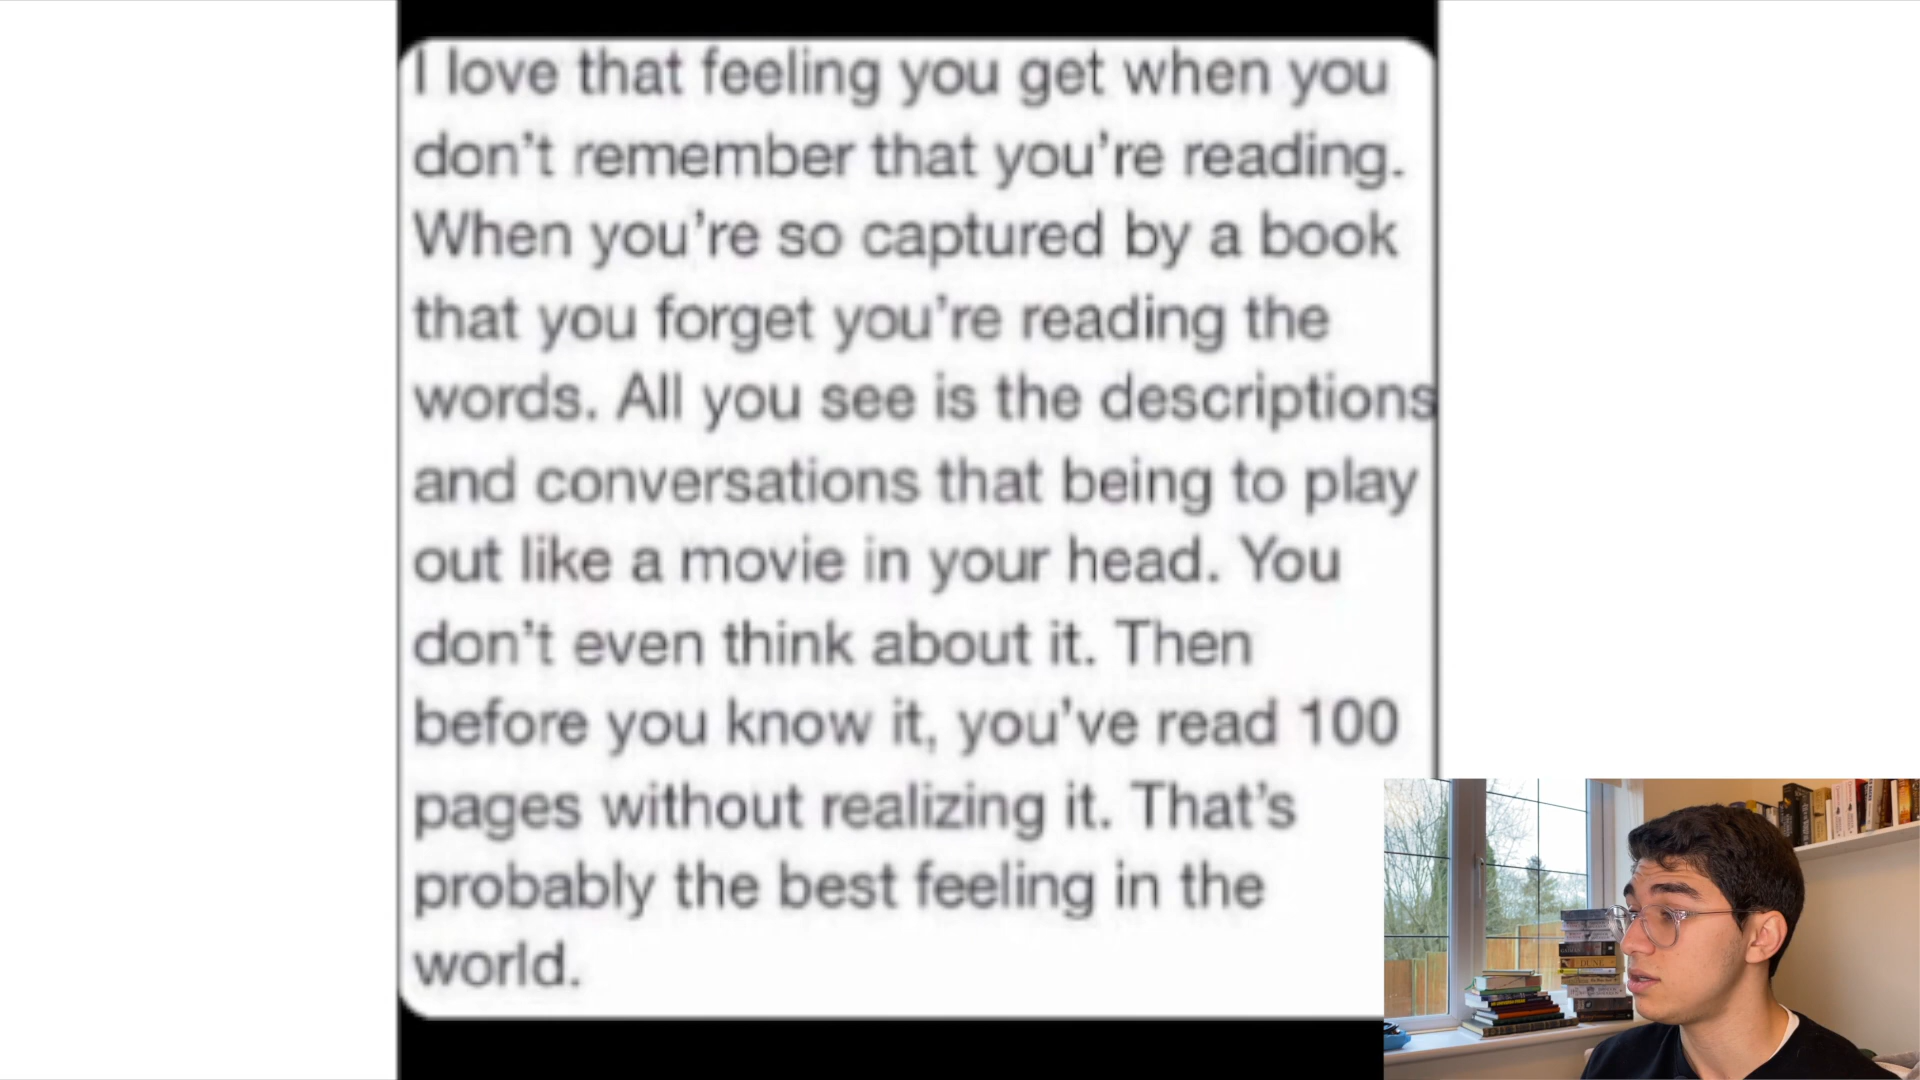 I love that feeling you get when you
don't remember that you're reading.
When you're so captured by a book
that you forget you're reading the
words. All you see is the descriptions
and conversations that being to play
out like a movie in your head. You
don't even think about it. Then
before you know it, you've read 100
pages without realizing it. That's
probably the best feeling in the
world.
DUNE